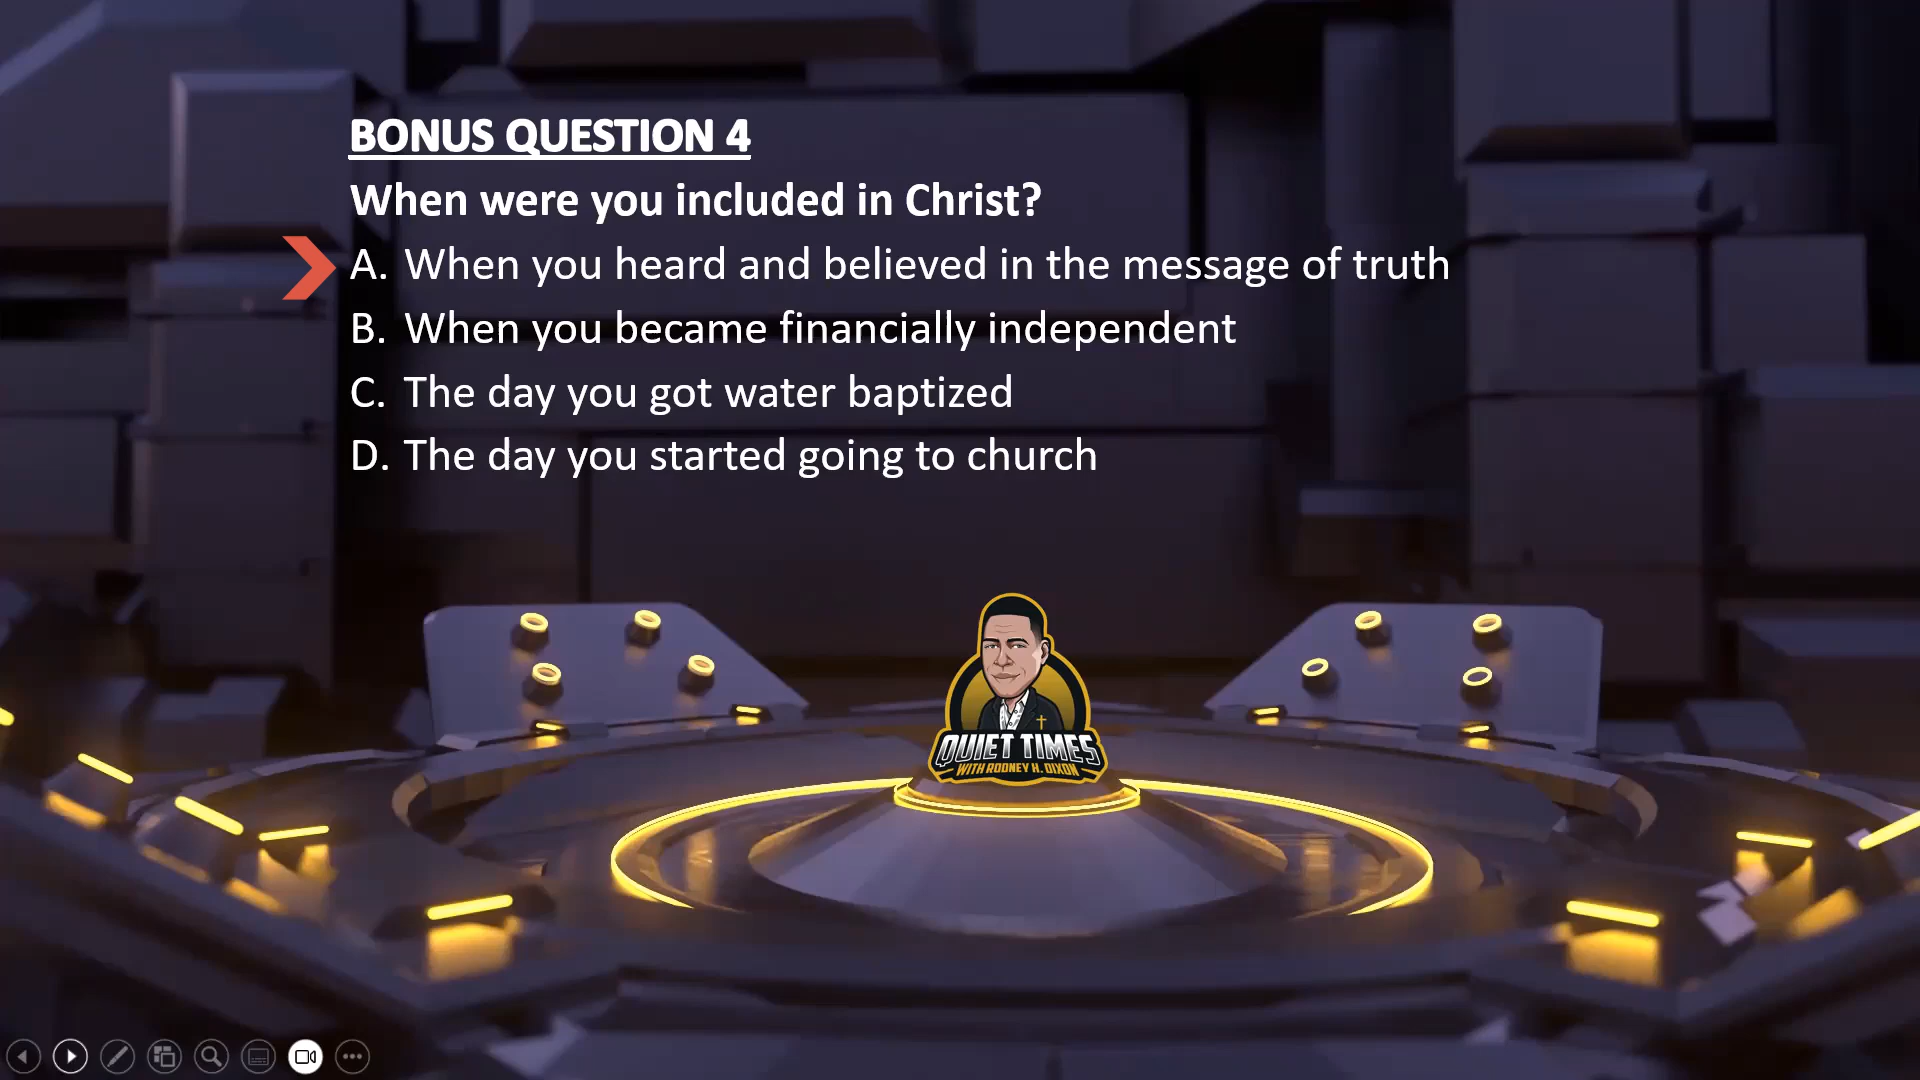 BONUS QUESTION 4
When were you included in Christ?
A. When you heard and believed in the message of truth
B. When you became financially independent
C. The day you got water baptized
D. The day you started going to church
QUIET TIMES
WITH RODNEY H. DIXON